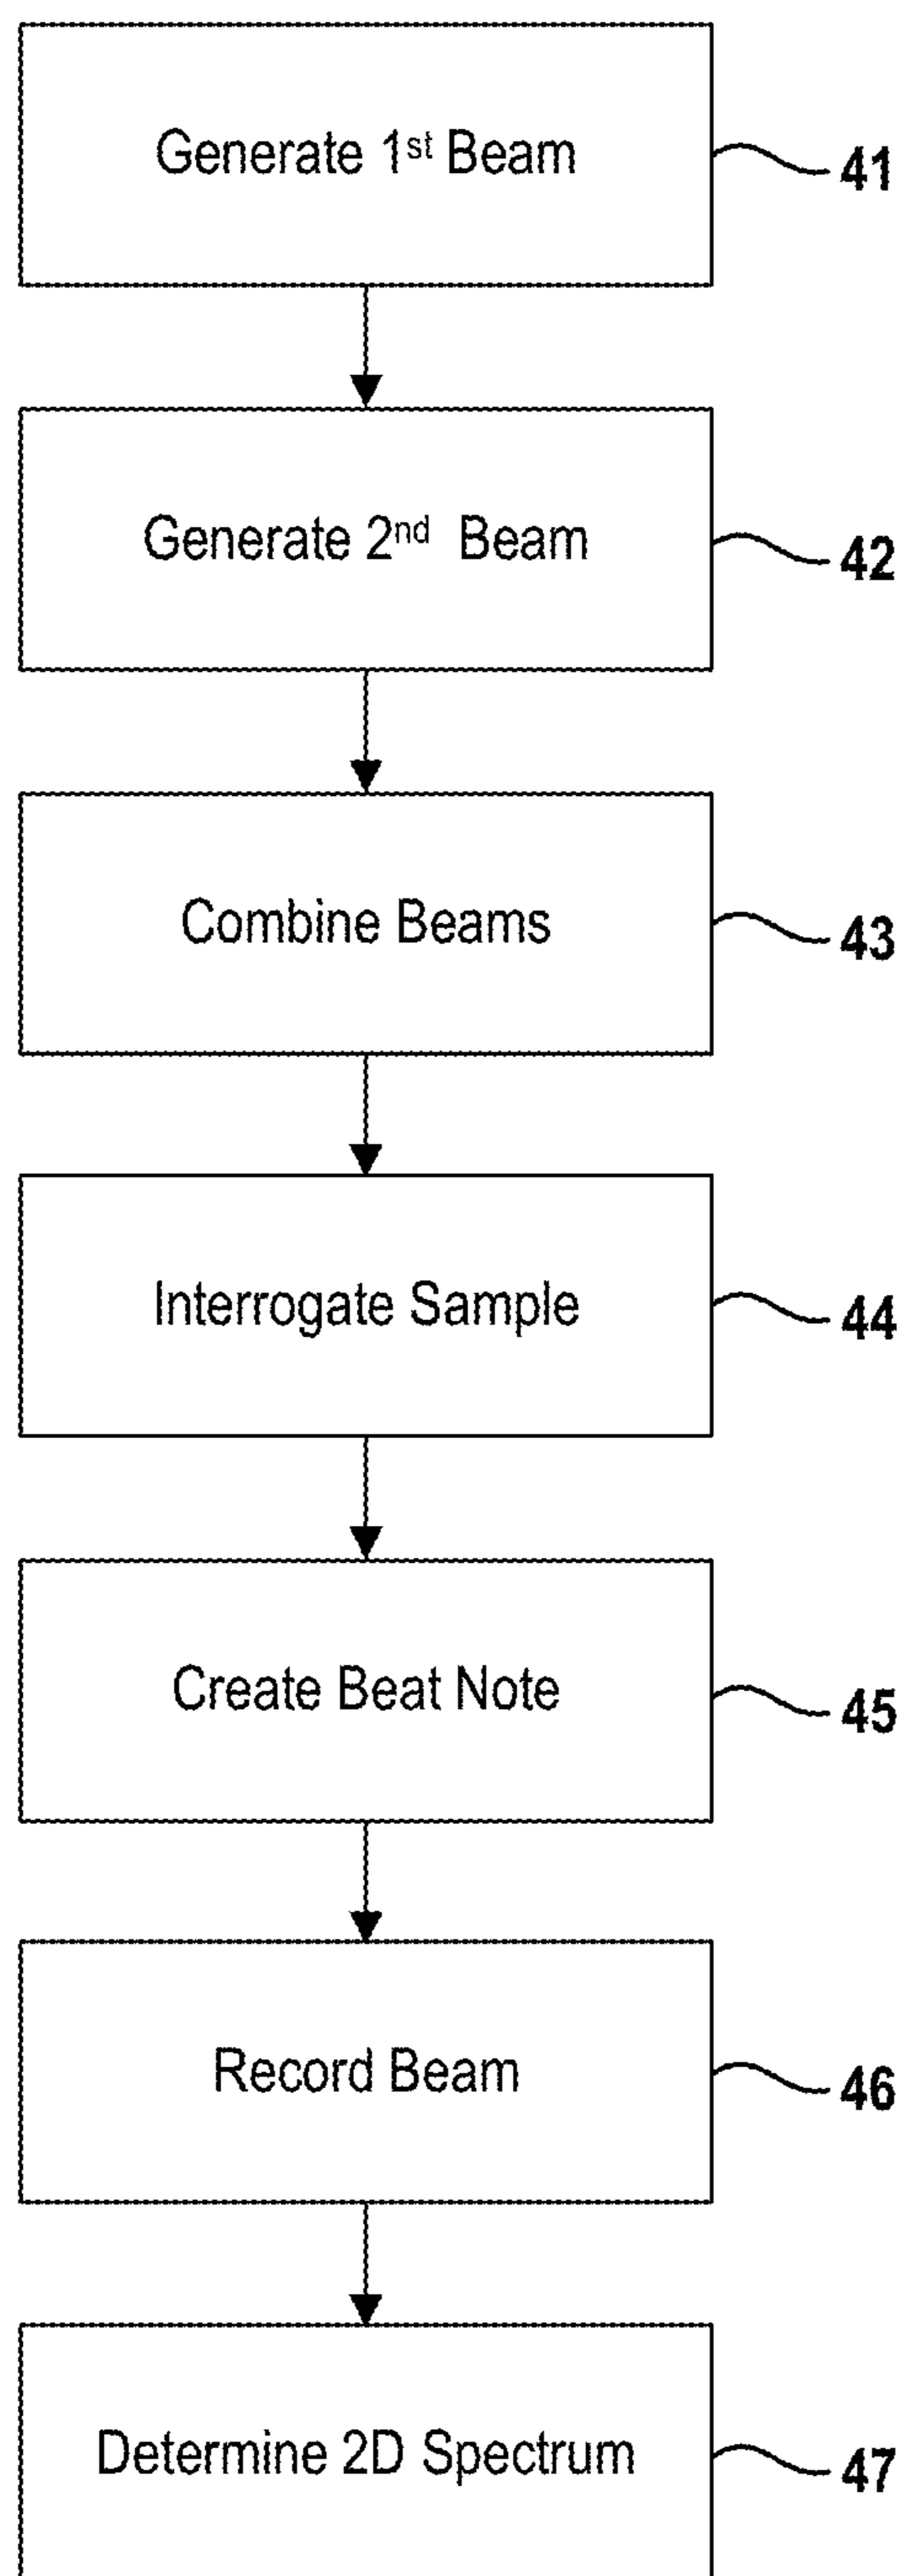 Generate 1st Beam
41
Generate 2nd Beam
42
Combine Beams
43
Interrogate Sample
44
Create Beat Note
45
Record Beam
46
Determine 2D Spectrum
47